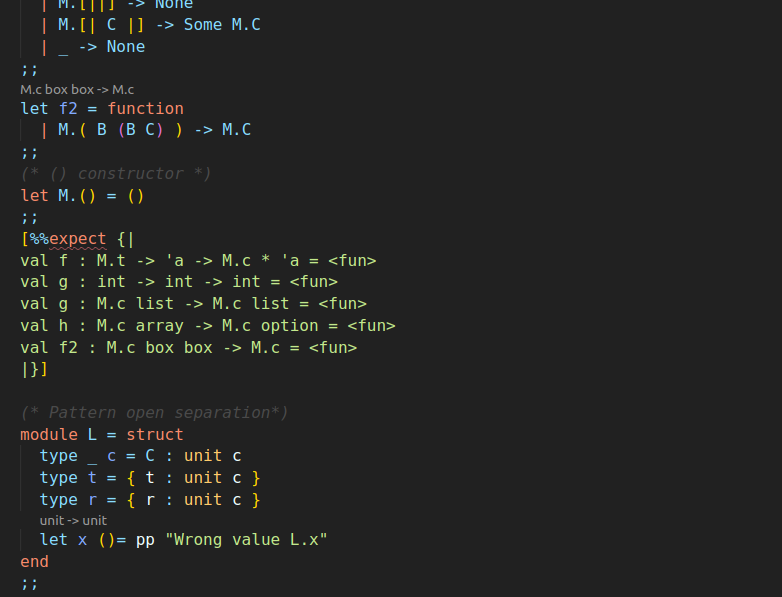 | M.[||] -> None
| M.[| C |] -> Some M.C
| _ -> None
;;
M.c box box -> M.c
let f2 = function
| M.( B (B C) ) -> M.C
;;
(* () constructor *)
let M.() = ()
;;
[%%expect {|
val f : M.t -> 'a -> M.c * 'a = <fun>
val g : int -> int -> int = <fun>
val g : M.c list -> M.c list = <fun>
val h : M.c array -> M.c option = <fun>
val f2 : M.c box box -> M.c = <fun>
|}]
(* Pattern open separation*)
module L = struct
type _ c = C : unit c
type t = { t : unit c }
type r = { r : unit c }
unit -> unit
let x ()= pp "Wrong value L.x"
end
;;